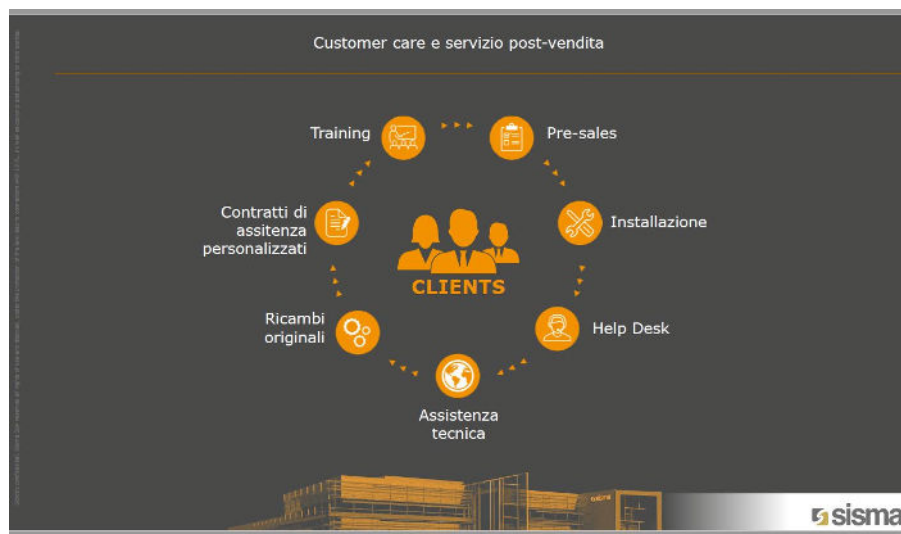 Customer care e servizio post-vendita
Training
Pre-sales
Contratti di
assitenza
personalizzati
Installazione
CLIENTS
Ricambi
originali
Help Desk
Assistenza
tecnica
sisma